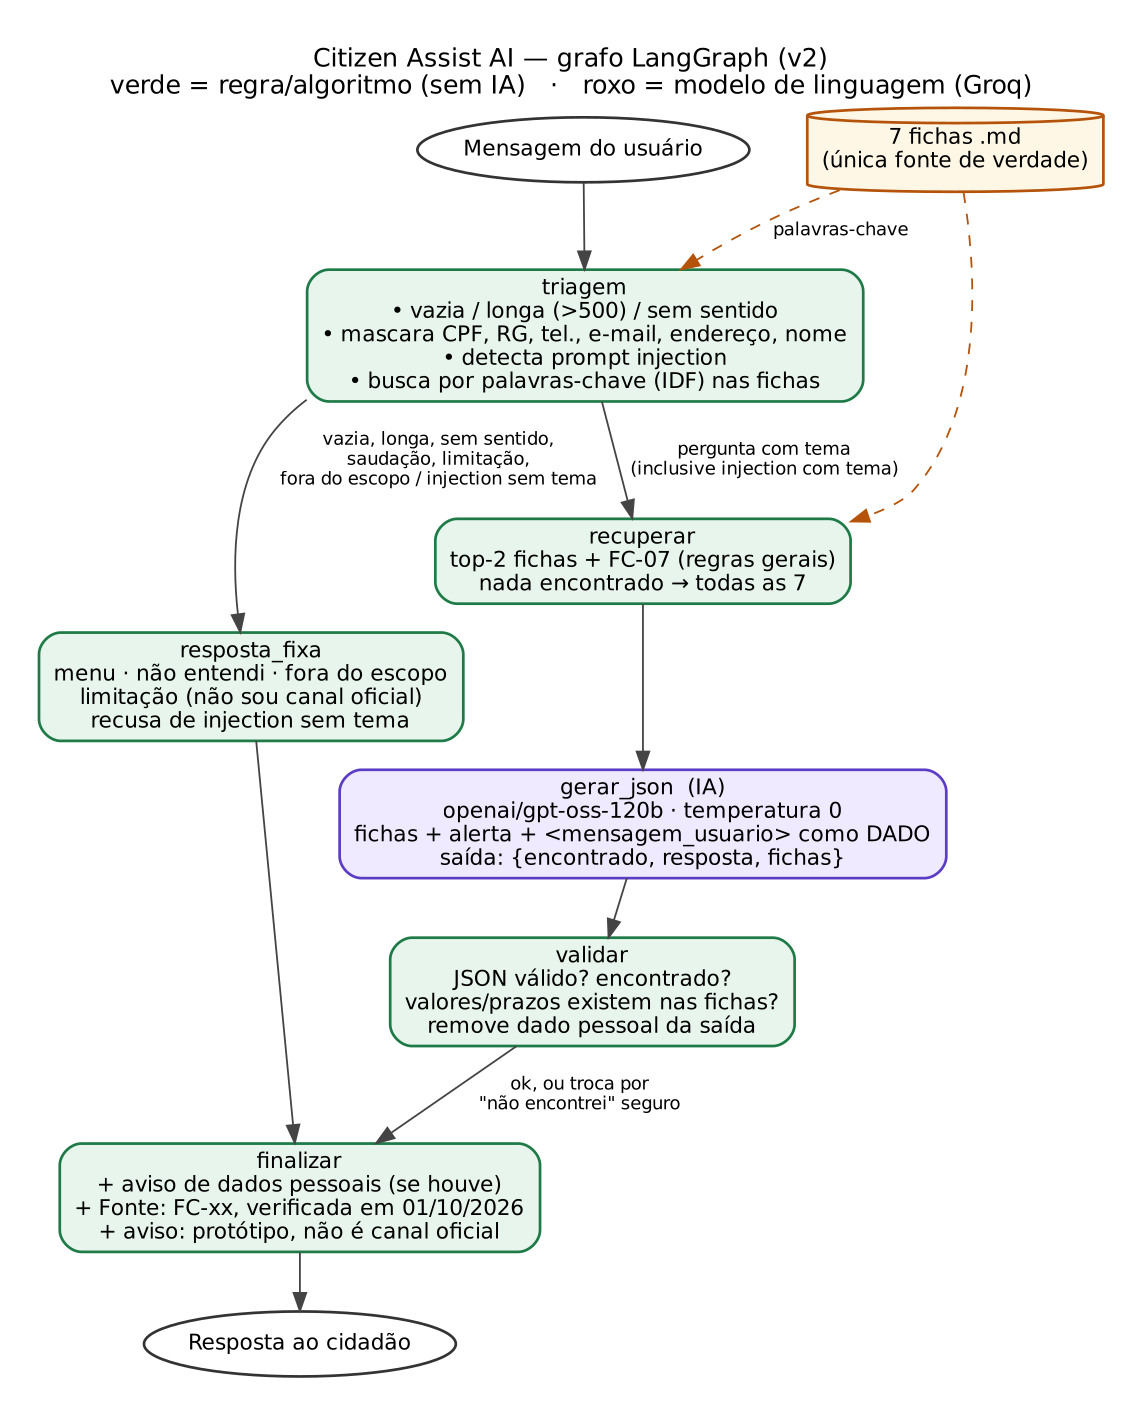 Citizen Assist AI — grafo LangGraph (v2)
verde = regra/algoritmo (sem IA)   ·   roxo = modelo de linguagem (Groq)
Mensagem do usuário
7 fichas .md
(única fonte de verdade)
palavras-chave
triagem
• vazia / longa (>500) / sem sentido
• mascara CPF, RG, tel., e-mail, endereço, nome
• detecta prompt injection
• busca por palavras-chave (IDF) nas fichas
vazia, longa, sem sentido,
saudação, limitação,
fora do escopo / injection sem tema
pergunta com tema
(inclusive injection com tema)
recuperar
top-2 fichas + FC-07 (regras gerais)
nada encontrado → todas as 7
resposta_fixa
menu · não entendi · fora do escopo
limitação (não sou canal oficial)
recusa de injection sem tema
gerar_json  (IA)
openai/gpt-oss-120b · temperatura 0
fichas + alerta + <mensagem_usuario> como DADO
saída: {encontrado, resposta, fichas}
validar
JSON válido? encontrado?
valores/prazos existem nas fichas?
remove dado pessoal da saída
ok, ou troca por
"não encontrei" seguro
finalizar
+ aviso de dados pessoais (se houve)
+ Fonte: FC-xx, verificada em 01/10/2026
+ aviso: protótipo, não é canal oficial
Resposta ao cidadão